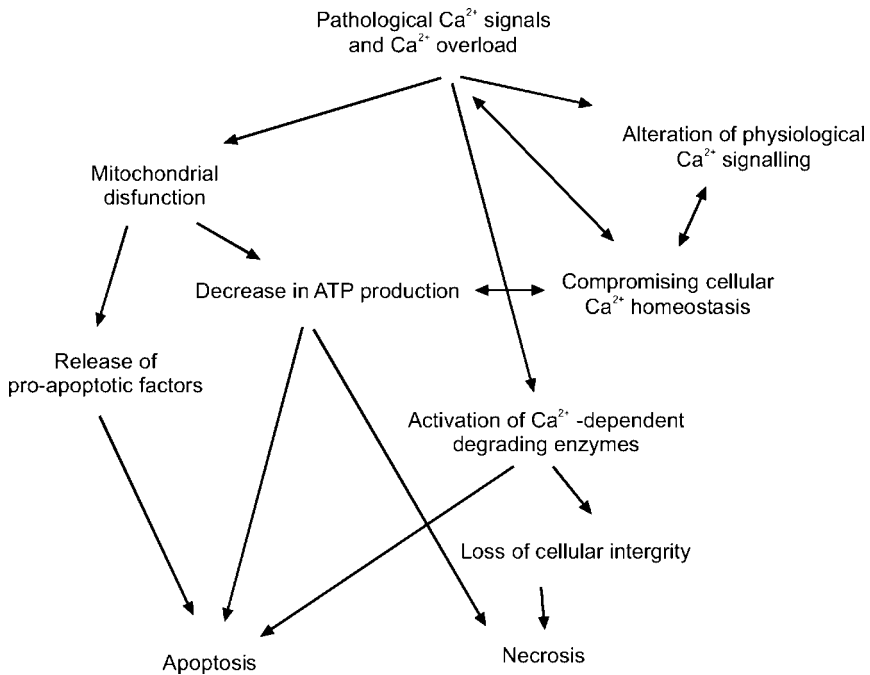 Pathological Ca²⁺ signals
and Ca²⁺ overload
Alteration of physiological
Ca²⁺ signalling
Mitochondrial
disfunction
Decrease in ATP production
Compromising cellular
Ca²⁺ homeostasis
Release of
pro-apoptotic factors
Activation of Ca²⁺ -dependent
degrading enzymes
Loss of cellular intergrity
Apoptosis
Necrosis